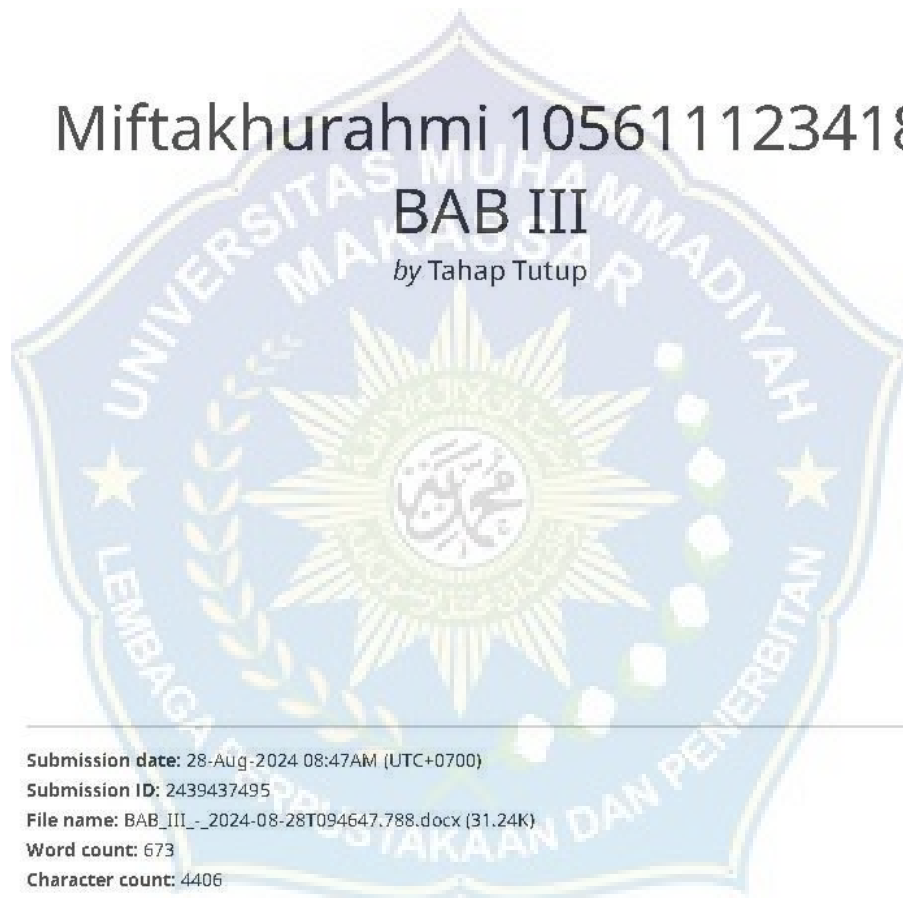 Miftakhurahmi 105611123418
BAB III
by Tahap Tutup
UNIVERSITAS MUHAMMADIYAH
MAKASSAR
محمد
LEMBAGA PERPUSTAKAAN DAN PENERBITAN
Submission date: 28-Aug-2024 08:47AM (UTC+0700)
Submission ID: 2439437495
File name: BAB_III_-_2024-08-28T094647.788.docx (31.24K)
Word count: 673
Character count: 4406